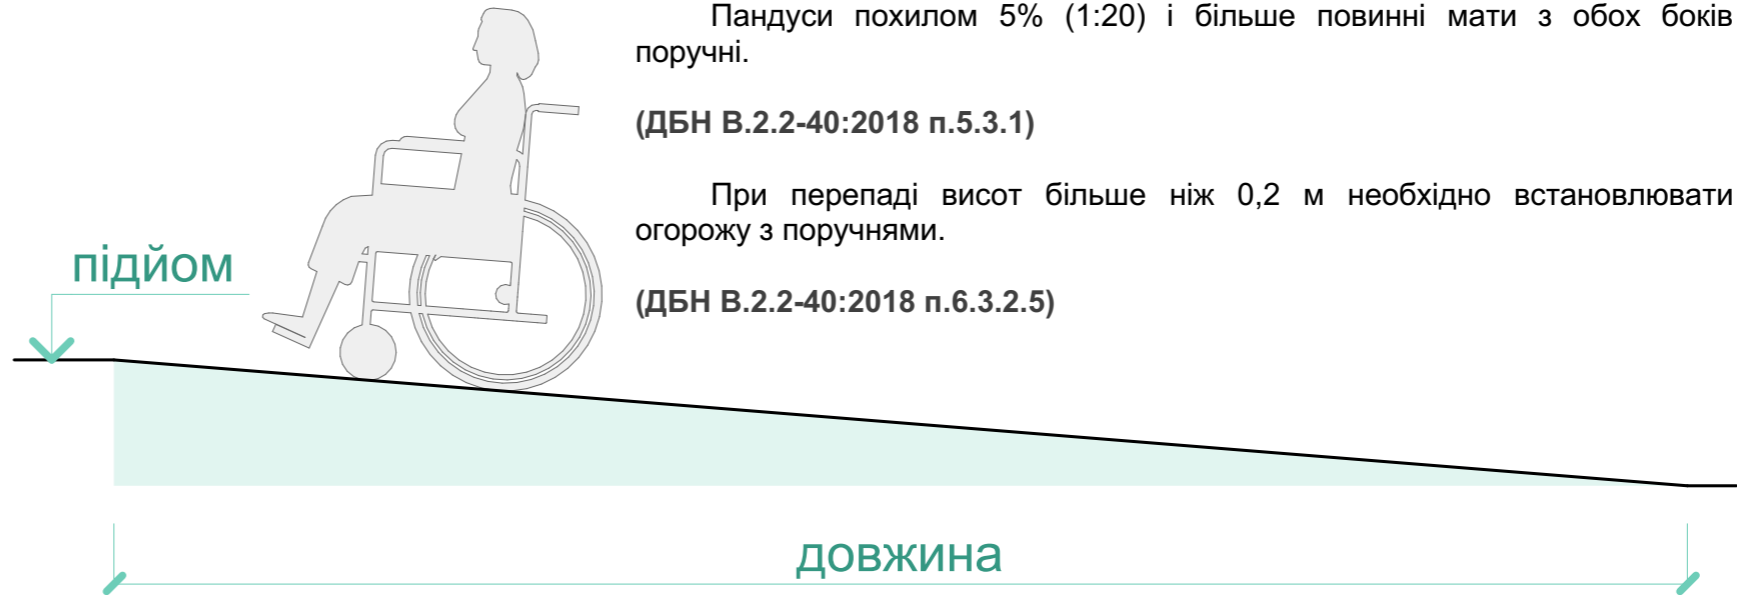 Пандуси похилом 5% (1:20) і більше повинні мати з обох боків
поручні.
(ДБН В.2.2-40:2018 п.5.3.1)
При перепаді висот більше ніж 0,2 м необхідно встановлювати
огорожу з поручнями.
(ДБН В.2.2-40:2018 п.6.3.2.5)
підйом
довжина